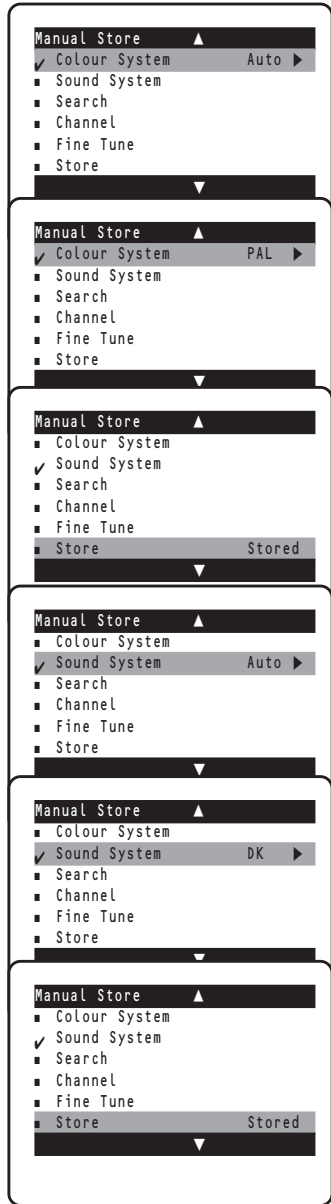 Manual Store ▲
✔ Colour System Auto ▶
▪ Sound System
▪ Search
▪ Channel
▪ Fine Tune
▪ Store
▼
Manual Store ▲
✔ Colour System PAL ▶
▪ Sound System
▪ Search
▪ Channel
▪ Fine Tune
▪ Store
▼
Manual Store ▲
▪ Colour System
✔ Sound System
▪ Search
▪ Channel
▪ Fine Tune
▪ Store Stored
▼
Manual Store ▲
▪ Colour System
✔ Sound System Auto ▶
▪ Search
▪ Channel
▪ Fine Tune
▪ Store
▼
Manual Store ▲
▪ Colour System
✔ Sound System DK ▶
▪ Search
▪ Channel
▪ Fine Tune
▪ Store
▼
Manual Store ▲
▪ Colour System
✔ Sound System
▪ Search
▪ Channel
▪ Fine Tune
▪ Store Stored
▼